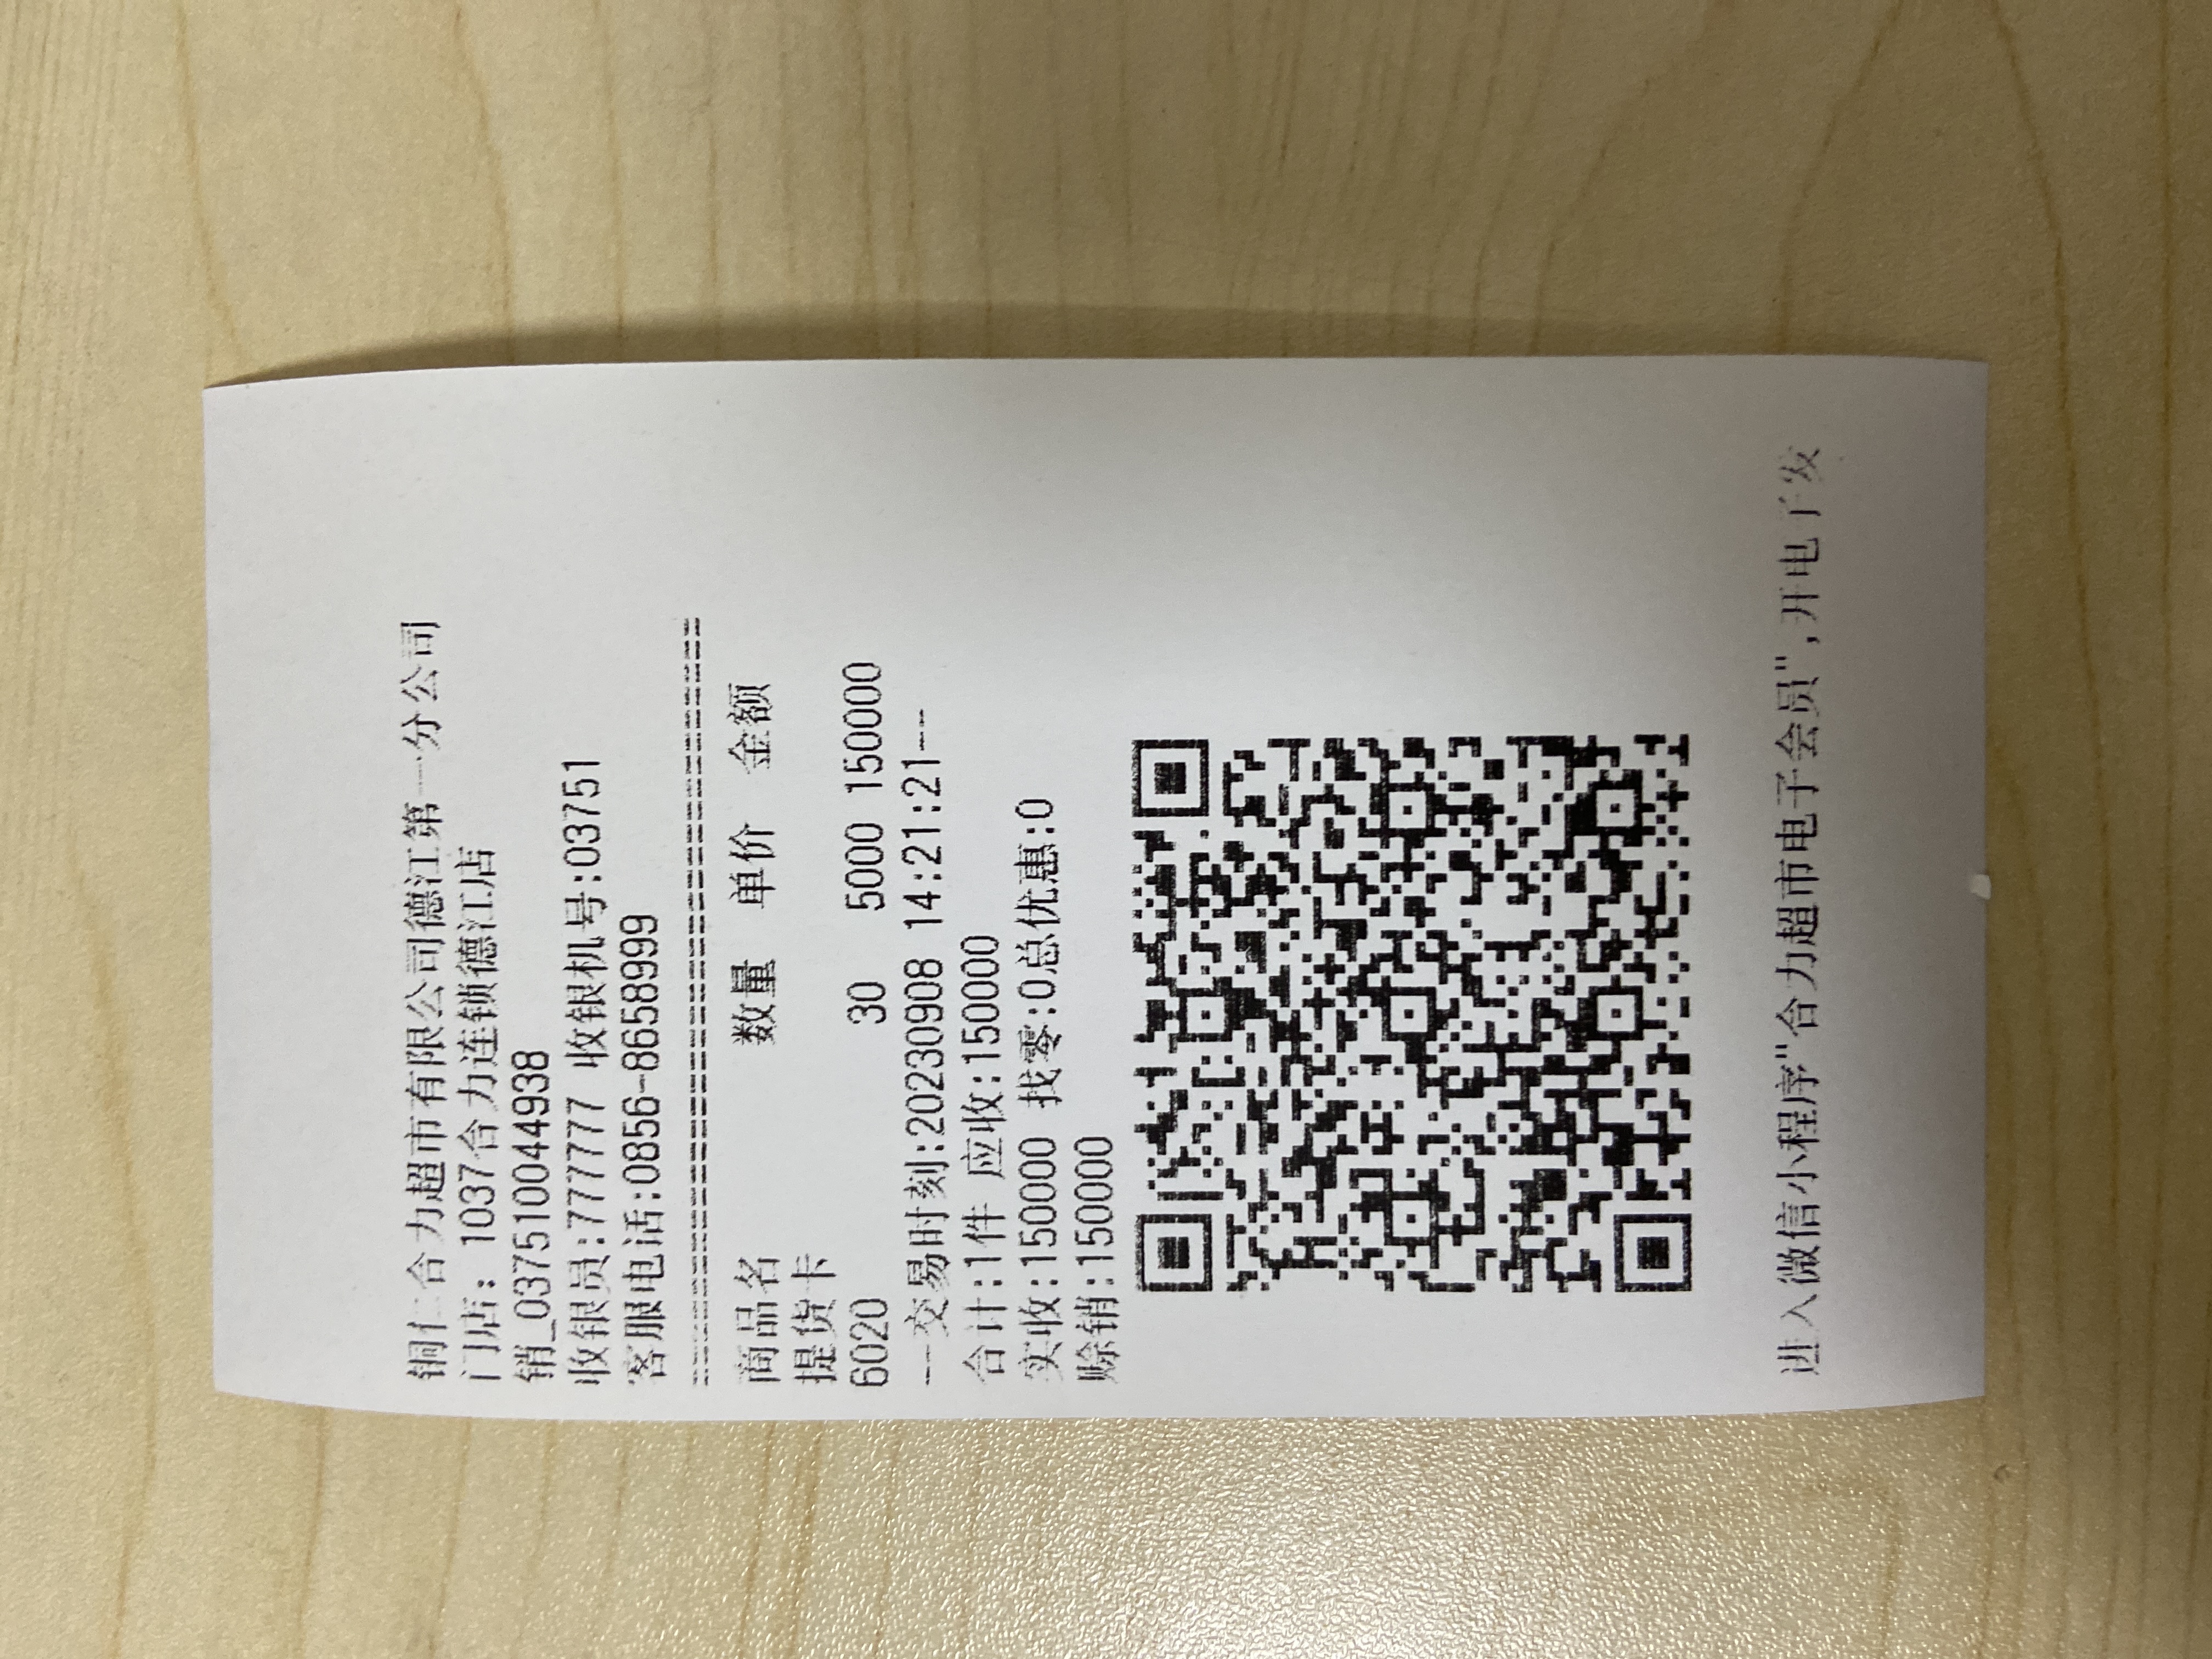 铜仁合力超市有限公司德江第一分公司
门店: 1037合力连锁德江店
销_037510044938
收银员:777777 收银机号:03751
客服电话:0856-8658999
================================
商品名 数量 单价 金额
提货卡
6020 30 5000 150000
--交易时刻:20230908 14:21:21--
合计:1件 应收:150000
实收:150000 找零:0总优惠:0
赊销:150000
进入微信小程序"合力超市电子会员",开电子发